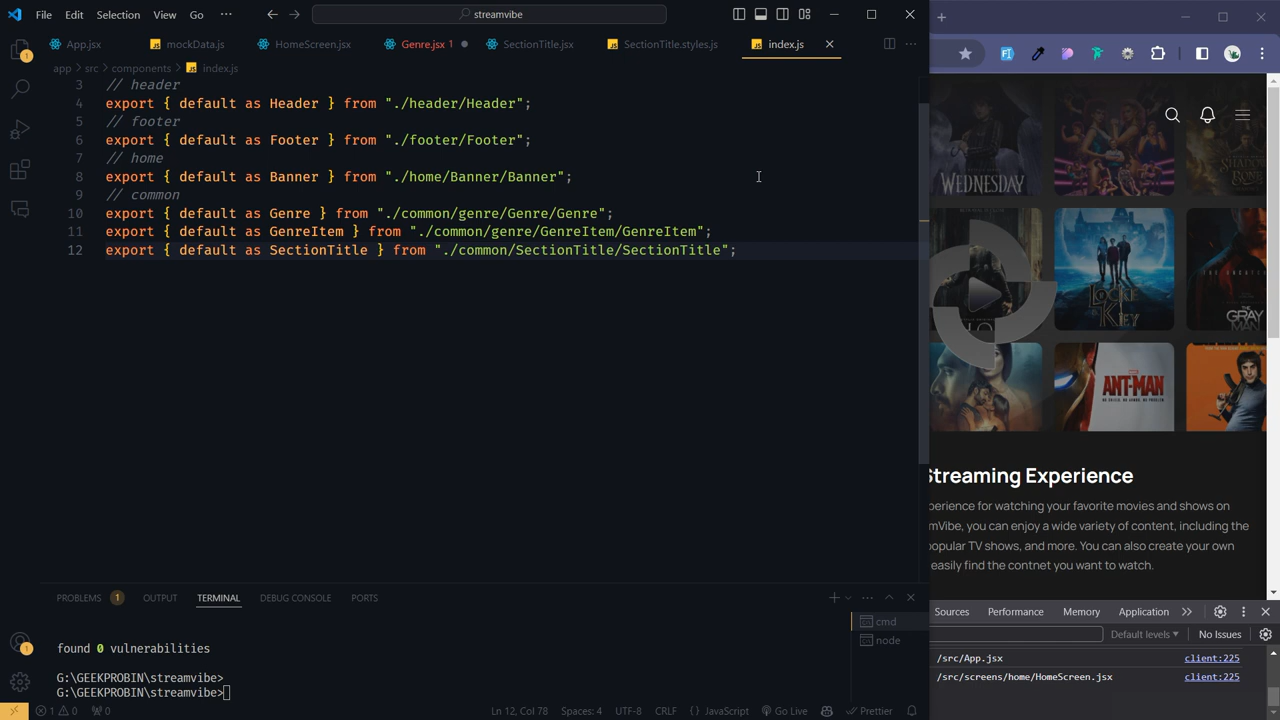 File Edit Selection View Go ··· streamvibe
App.jsx mockData.js HomeScreen.jsx Genre.jsx 1 SectionTitle.jsx SectionTitle.styles.js index.js
app > src > components > index.js
3 // header
4 export { default as Header } from "./header/Header";
5 // footer
6 export { default as Footer } from "./footer/Footer";
7 // home
8 export { default as Banner } from "./home/Banner/Banner";
9 // common
10 export { default as Genre } from "./common/genre/Genre/Genre";
11 export { default as GenreItem } from "./common/genre/GenreItem/GenreItem";
12 export { default as SectionTitle } from "./common/SectionTitle/SectionTitle";
PROBLEMS 1 OUTPUT TERMINAL DEBUG CONSOLE PORTS
cmd
node
found 0 vulnerabilities
G:\GEEKPROBIN\streamvibe>
G:\GEEKPROBIN\streamvibe>
1 0 0 Ln 12, Col 78 Spaces: 4 UTF-8 CRLF {} JavaScript Go Live Prettier
WEDNESDAY
LOCKE
KEY
THE
GRAY
MAN
ANT-MAN
Streaming Experience
perience for watching your favorite movies and shows on
mVibe, you can enjoy a wide variety of content, including the
popular TV shows, and more. You can also create your own
easily find the contnet you want to watch.
Sources Performance Memory Application
Default levels No Issues
/src/App.jsx client:225
/src/screens/home/HomeScreen.jsx client:225